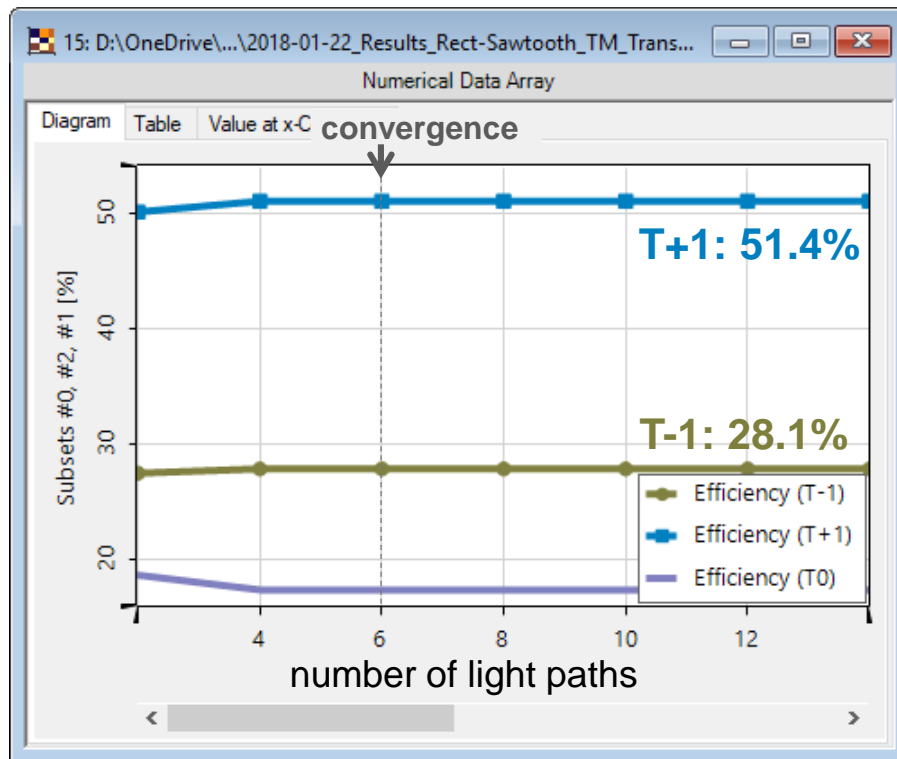 15: D:\OneDrive\...\2018-01-22_Results_Rect-Sawtooth_TM_Trans...
Numerical Data Array
Diagram Table Value at x-C
convergence
50
40
30
20
Subsets #0, #2, #1 [%]
T+1: 51.4%
T-1: 28.1%
Efficiency (T-1)
Efficiency (T+1)
Efficiency (T0)
4 6 8 10 12
number of light paths